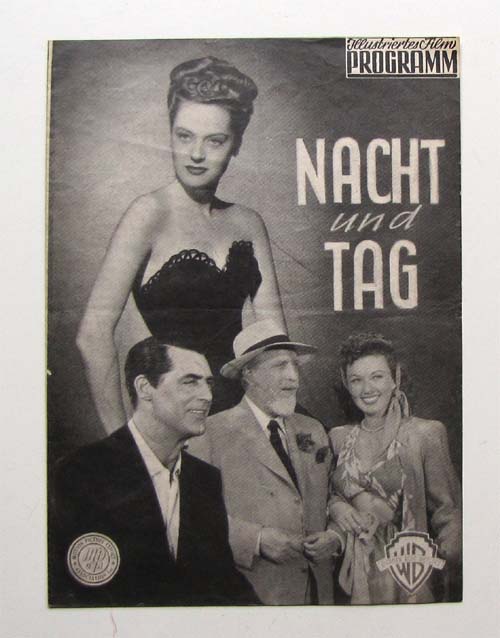 Illustriertes Film
PROGRAMM
NACHT
und
TAG
WB